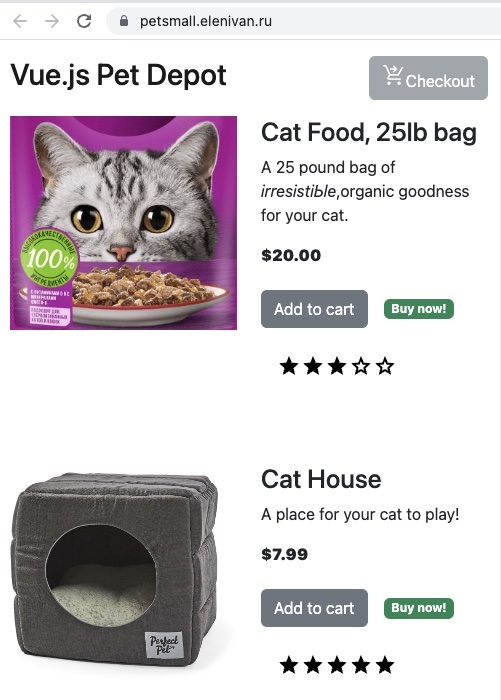 petsmall.elenivan.ru
Vue.js Pet Depot
Checkout
Cat Food, 25lb bag
A 25 pound bag of
irresistible,organic goodness
for your cat.
$20.00
Add to cart
Buy now!
ВЫСОКОКАЧЕСТВЕННЫЕ
100%
ИНГРЕДИЕНТЫ
Cat House
A place for your cat to play!
$7.99
Add to cart
Buy now!
Perfect
Pet